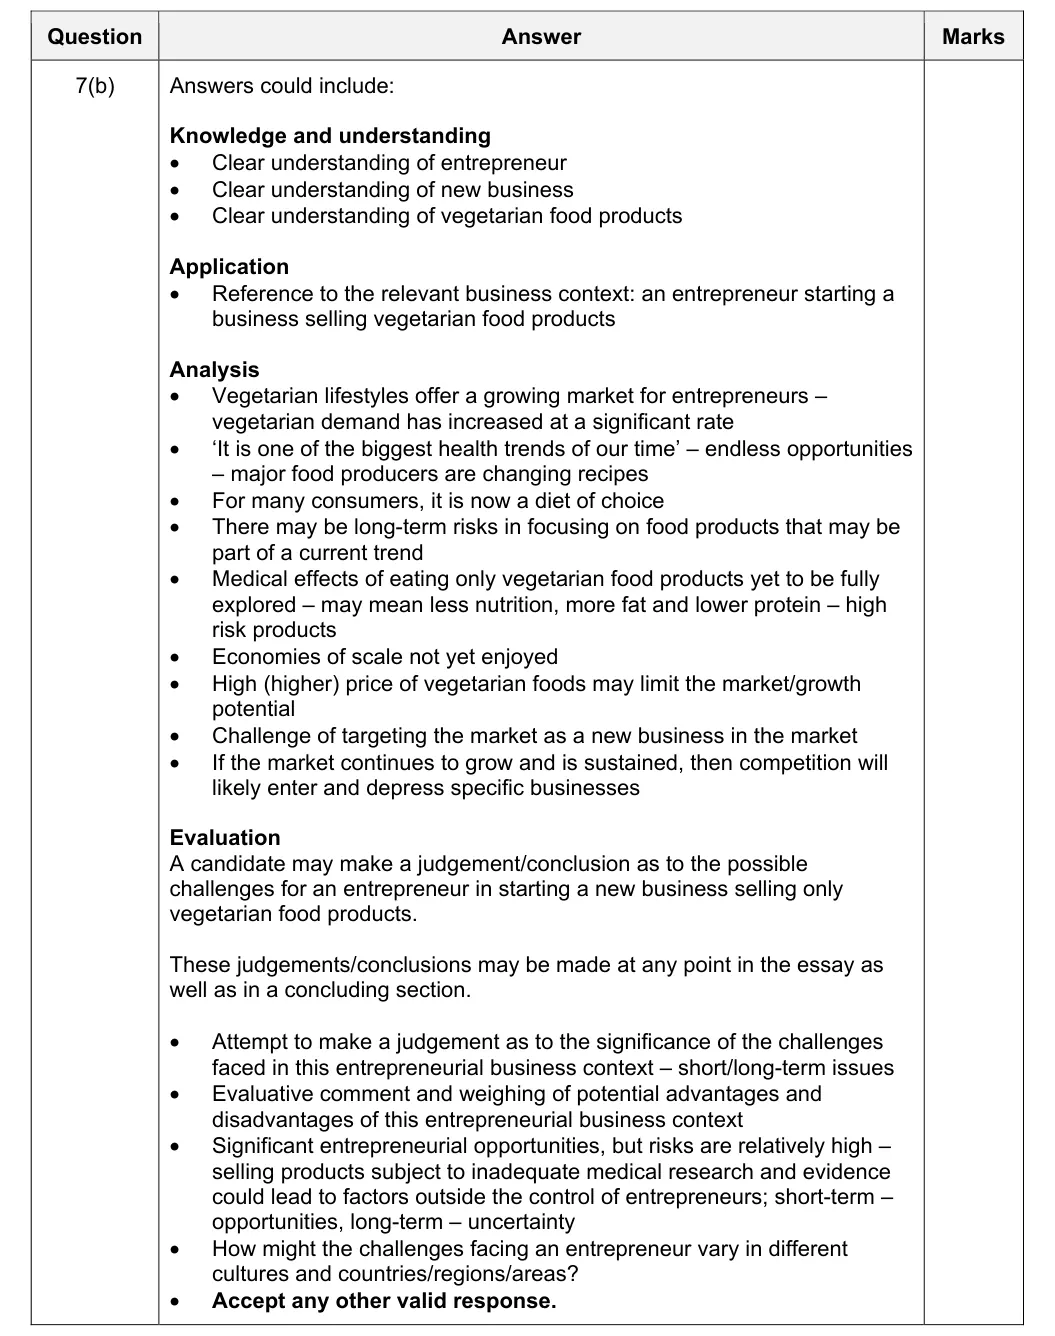 Question Answer Marks
7(b) Answers could include:
Knowledge and understanding
• Clear understanding of entrepreneur
• Clear understanding of new business
• Clear understanding of vegetarian food products
Application
• Reference to the relevant business context: an entrepreneur starting a
business selling vegetarian food products
Analysis
• Vegetarian lifestyles offer a growing market for entrepreneurs –
vegetarian demand has increased at a significant rate
• ‘It is one of the biggest health trends of our time’ – endless opportunities
– major food producers are changing recipes
• For many consumers, it is now a diet of choice
• There may be long-term risks in focusing on food products that may be
part of a current trend
• Medical effects of eating only vegetarian food products yet to be fully
explored – may mean less nutrition, more fat and lower protein – high
risk products
• Economies of scale not yet enjoyed
• High (higher) price of vegetarian foods may limit the market/growth
potential
• Challenge of targeting the market as a new business in the market
• If the market continues to grow and is sustained, then competition will
likely enter and depress specific businesses
Evaluation
A candidate may make a judgement/conclusion as to the possible
challenges for an entrepreneur in starting a new business selling only
vegetarian food products.
These judgements/conclusions may be made at any point in the essay as
well as in a concluding section.
• Attempt to make a judgement as to the significance of the challenges
faced in this entrepreneurial business context – short/long-term issues
• Evaluative comment and weighing of potential advantages and
disadvantages of this entrepreneurial business context
• Significant entrepreneurial opportunities, but risks are relatively high –
selling products subject to inadequate medical research and evidence
could lead to factors outside the control of entrepreneurs; short-term –
opportunities, long-term – uncertainty
• How might the challenges facing an entrepreneur vary in different
cultures and countries/regions/areas?
• Accept any other valid response.